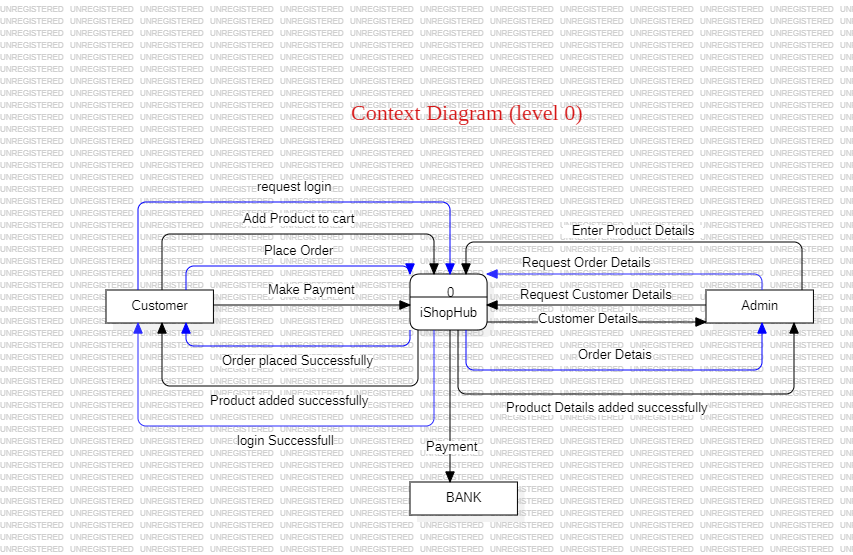 Context Diagram (level 0)
request login
Add Product to cart
Enter Product Details
Place Order
Request Order Details
Make Payment
0
Request Customer Details
Customer
iShopHub
Admin
Customer Details
Order placed Successfully
Order Detais
Product added successfully
Product Details added successfully
login Successfull
Payment
BANK
UNREGISTERED